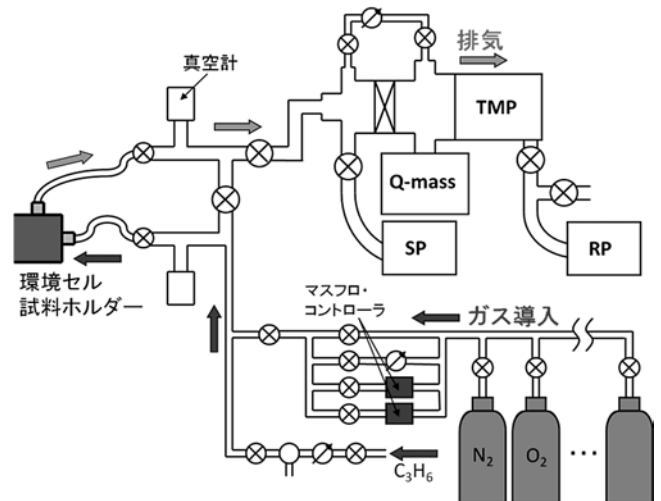 排気
真空計
TMP
Q-mass
SP
RP
環境セル
試料ホルダー
マスフロ・
コントローラ
ガス導入
N₂
O₂
…
C₃H₆